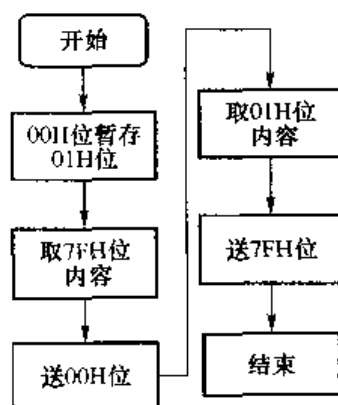 开始
00H位暂存
01H位
取7FH位
内容
送00H位
取01H位
内容
送7FH位
结束